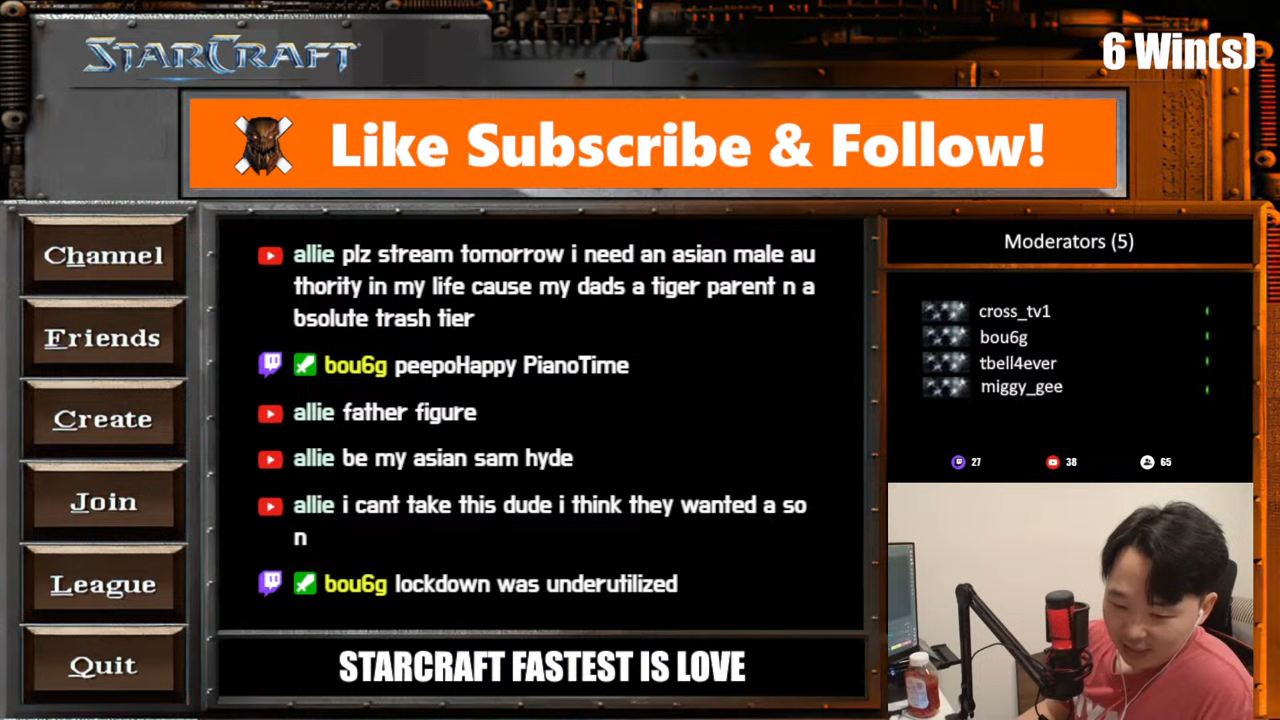 STARCRAFT
6 Win(s)
Like Subscribe & Follow!
Channel
Friends
Create
Join
League
Quit
allie plz stream tomorrow i need an asian male au
thority in my life cause my dads a tiger parent n a
bsolute trash tier
bou6g peepoHappy PianoTime
allie father figure
allie be my asian sam hyde
allie i cant take this dude i think they wanted a so
n
bou6g lockdown was underutilized
STARCRAFT FASTEST IS LOVE
Moderators (5)
cross_tv1
bou6g
tbell4ever
miggy_gee
27 38 65